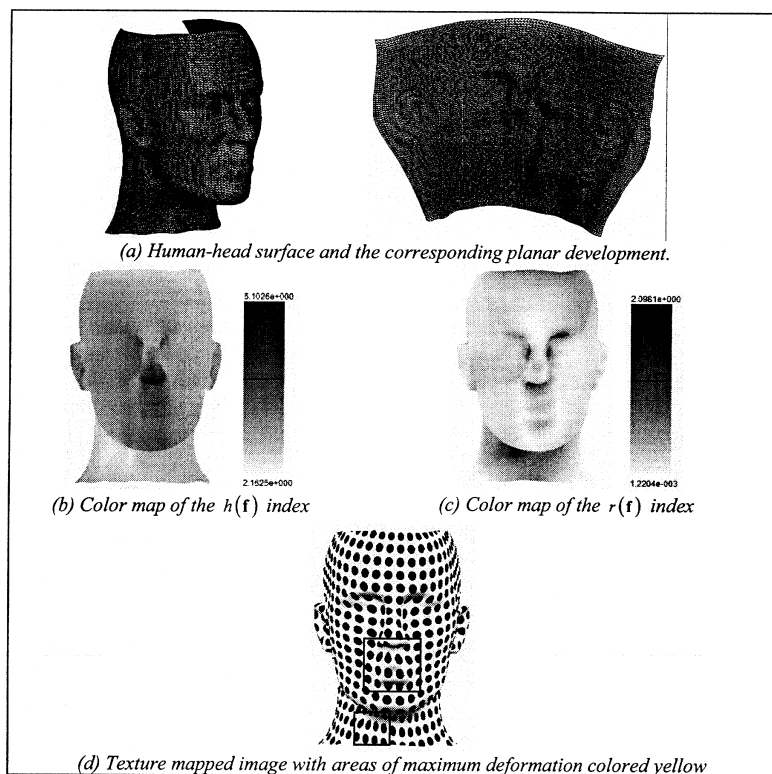 (a) Human-head surface and the corresponding planar development.
5.1026e+000
2.1525e+000
2.0981e+000
1.2204e-003
(b) Color map of the h(f) index
(c) Color map of the r(f) index
(d) Texture mapped image with areas of maximum deformation colored yellow